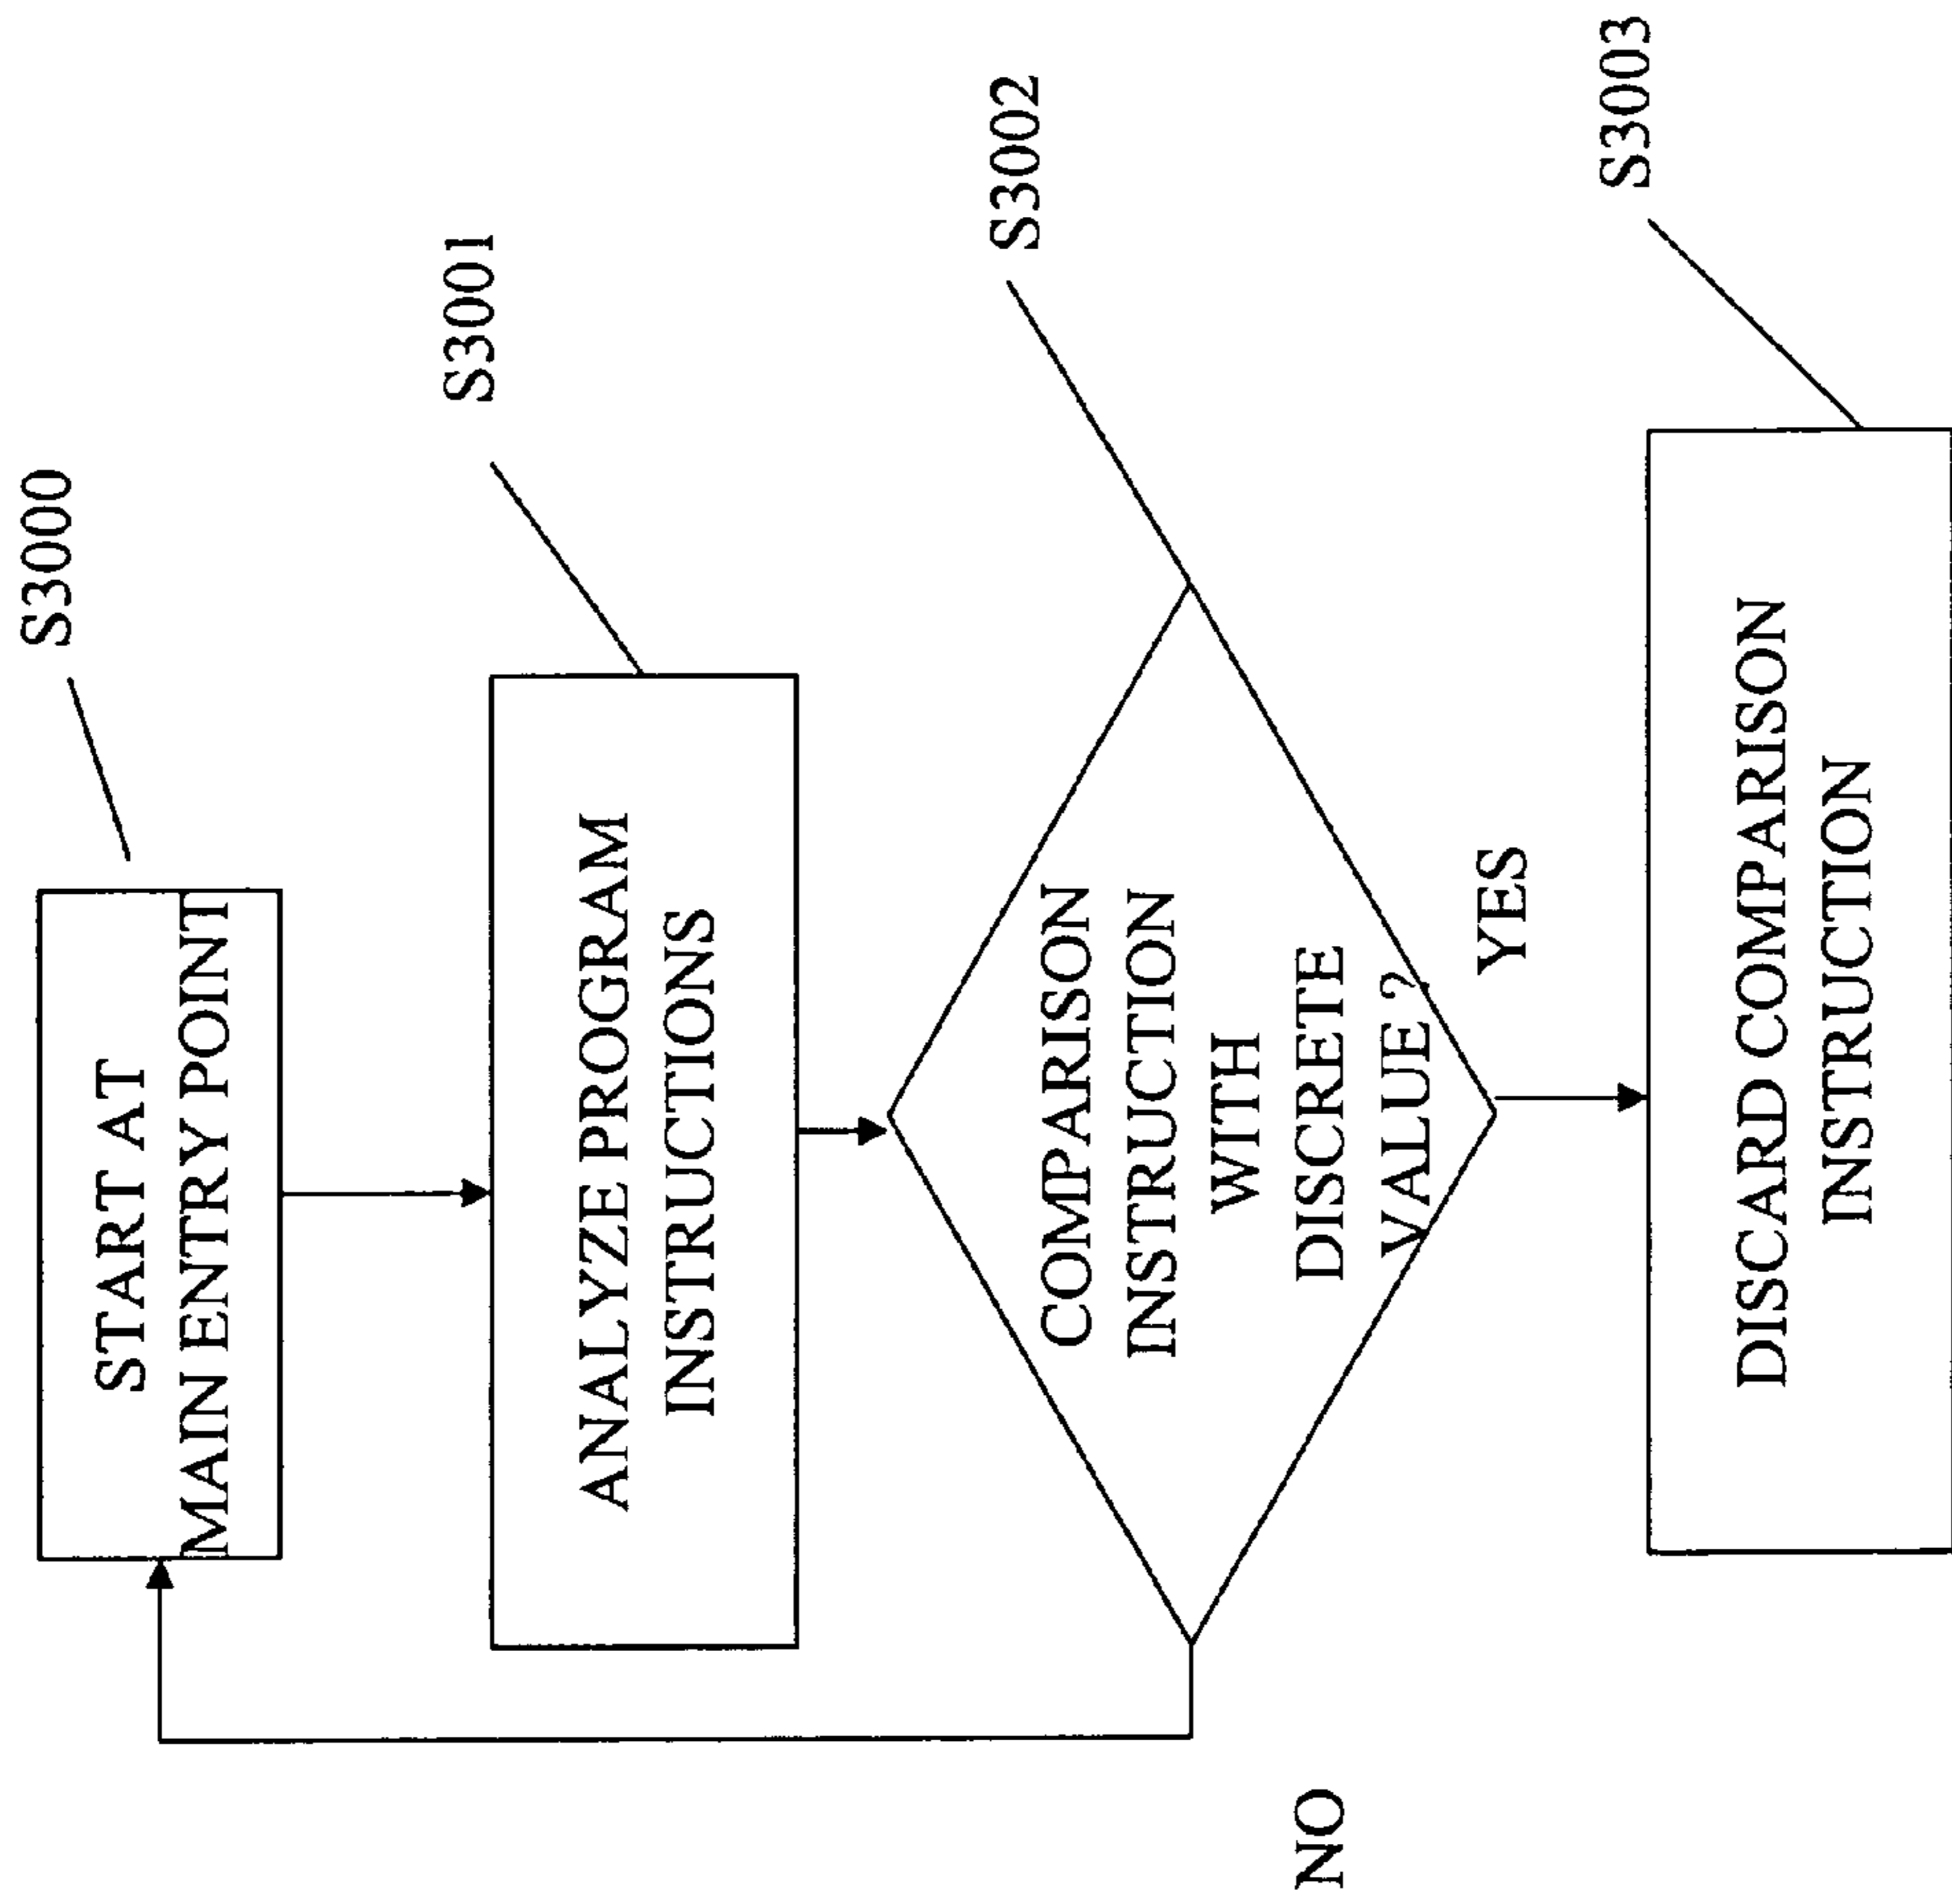 S3000
START AT
MAIN ENTRY POINT
S3001
ANALYZE PROGRAM
INSTRUCTIONS
S3002
COMPARISON
INSTRUCTION
WITH
DISCRETE
VALUE ?
NO
YES
S3003
DISCARD COMPARISON
INSTRUCTION